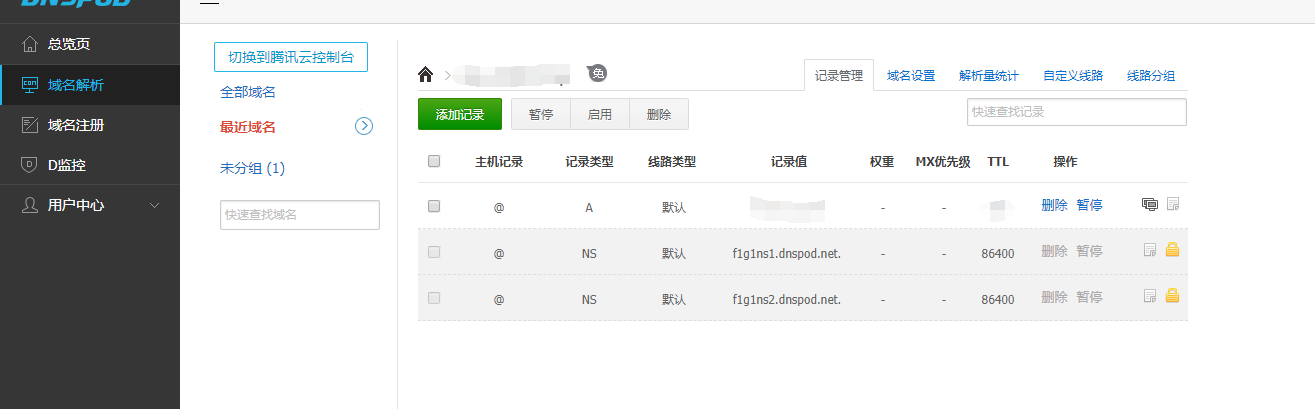 DNSPOD
总览页
域名解析
域名注册
D监控
用户中心
切换到腾讯云控制台
全部域名
最近域名
未分组 (1)
快速查找域名
免
记录管理 域名设置 解析量统计 自定义线路 线路分组
添加记录 暂停 启用 删除 快速查找记录
主机记录 记录类型 线路类型 记录值 权重 MX优先级 TTL 操作
@ A 默认 - - 删除 暂停
@ NS 默认 f1g1ns1.dnspod.net. - - 86400 删除 暂停
@ NS 默认 f1g1ns2.dnspod.net. - - 86400 删除 暂停